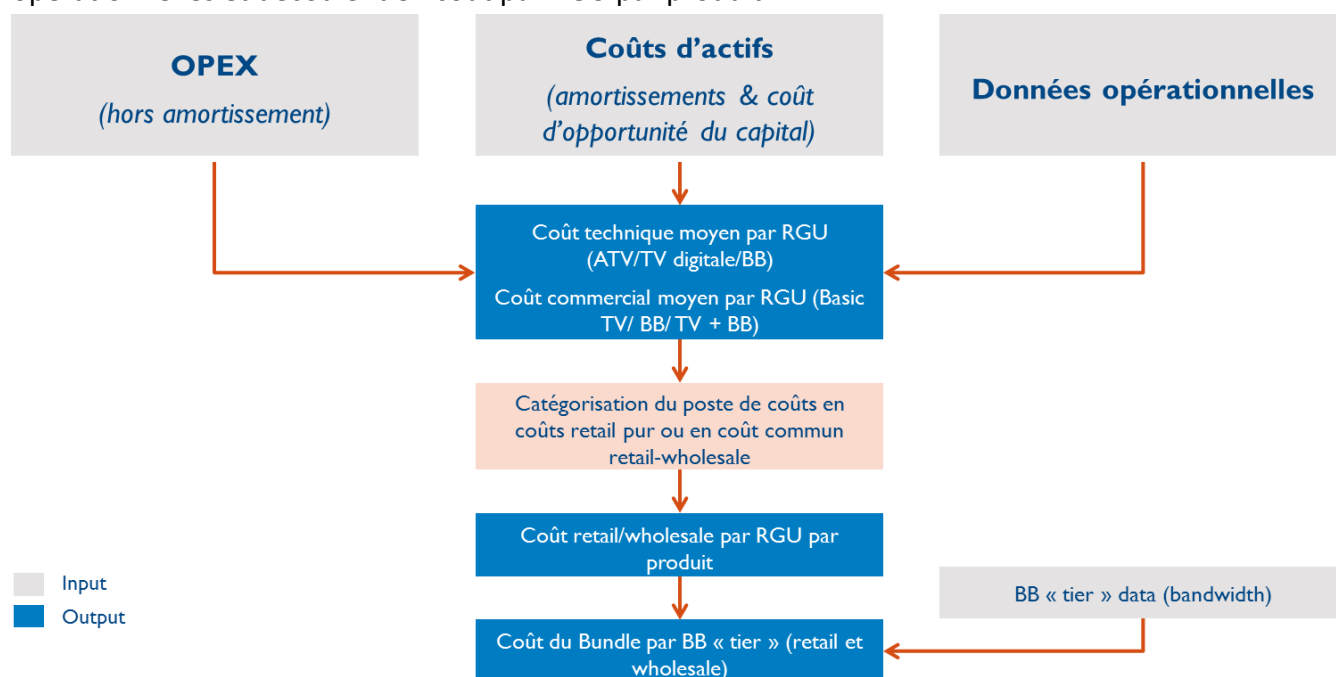 OPEX
(hors amortissement)
Coûts d’actifs
(amortissements & coût
d’opportunité du capital)
Données opérationnelles
Coût technique moyen par RGU
(ATV/TV digitale/BB)
Coût commercial moyen par RGU (Basic
TV/ BB/ TV + BB)
Catégorisation du poste de coûts en
coûts retail pur ou en coût commun
retail-wholesale
Coût retail/wholesale par RGU par
produit
Input
Output
BB « tier » data (bandwidth)
Coût du Bundle par BB « tier » (retail et
wholesale)